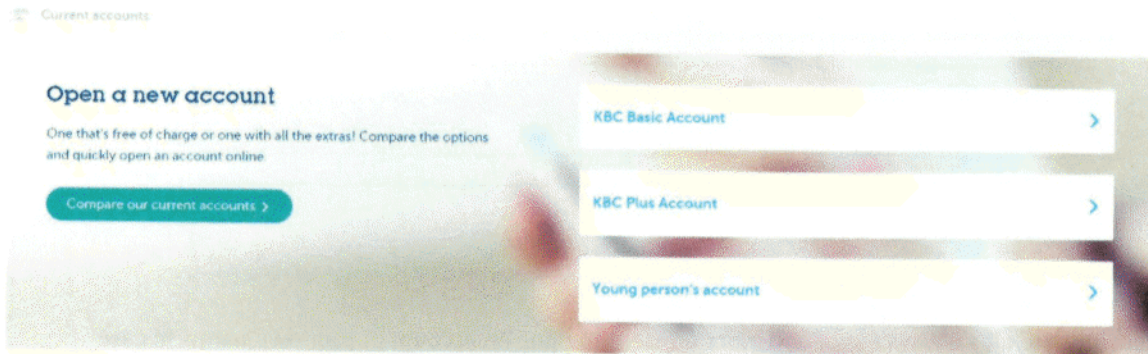 Current accounts
Open a new account
One that's free of charge or one with all the extras! Compare the options
and quickly open an account online
Compare our current accounts >
KBC Basic Account
KBC Plus Account
Young person's account